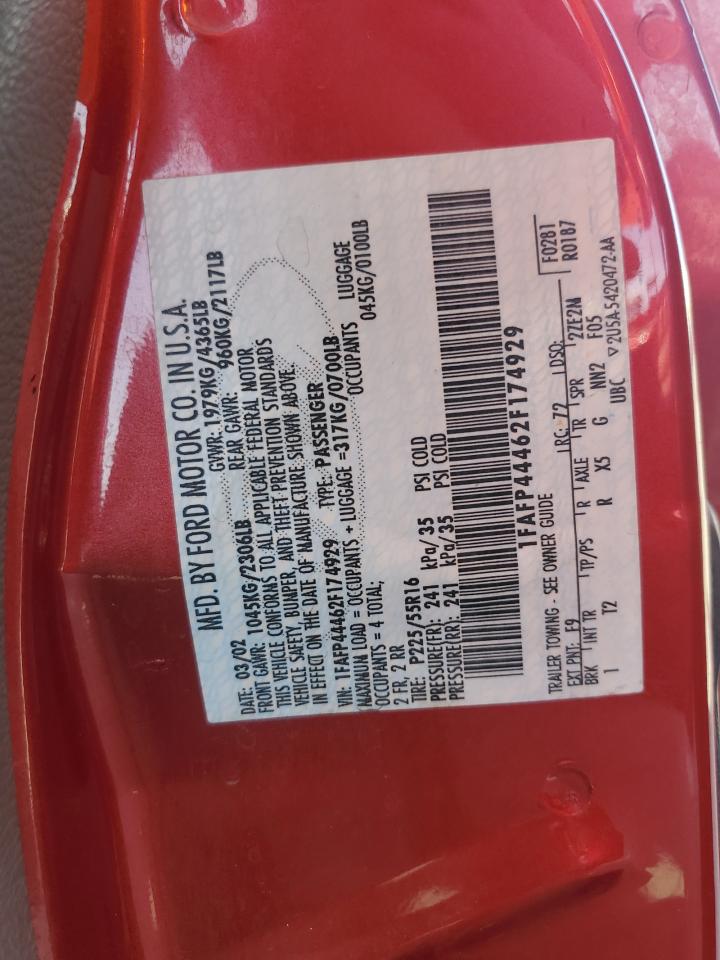 MFD. BY FORD MOTOR CO. IN U.S.A.
DATE: 03/02 GVWR: 1979KG/4365LB
FRONT GAWR: 1045KG/2306LB REAR GAWR: 960KG/2117LB
THIS VEHICLE CONFORMS TO ALL APPLICABLE FEDERAL MOTOR
VEHICLE SAFETY, BUMPER, AND THEFT PREVENTION STANDARDS
IN EFFECT ON THE DATE OF MANUFACTURE SHOWN ABOVE.
VIN: 1FAFP44462F174929 TYPE: PASSENGER
MAXIMUM LOAD = OCCUPANTS + LUGGAGE =317KG/0700LB
OCCUPANTS = 4 TOTAL; OCCUPANTS LUGGAGE
2 FR, 2 RR 045KG/0100LB
TIRE: P225/55R16
PRESSURE(FR): 241 kPa/35 PSI COLD
PRESSURE(RR): 241 kPa/35 PSI COLD
1FAFP44462F174929
TRAILER TOWING - SEE OWNER GUIDE
EXT PNT: E9 RC: 72 DSO: F0281
BRK INT TR TP/PS R AXLE TR SPR 27E2M R0187
1 T2 R X5 G NN2 F05
UBC ▽2U5A-5420472-AA